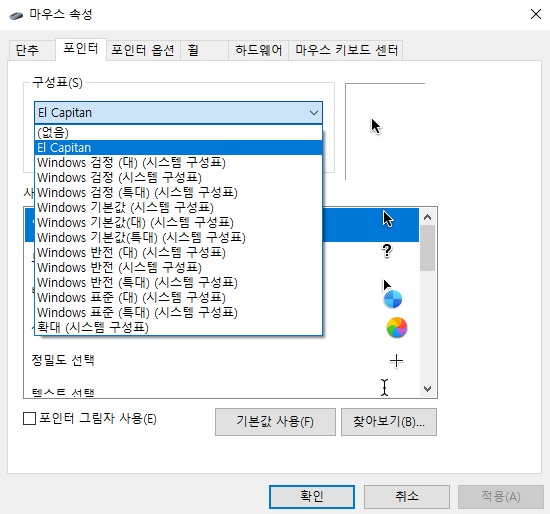 마우스 속성
단추 포인터 포인터 옵션 휠 하드웨어 마우스 키보드 센터
구성표(S)
El Capitan
(없음)
El Capitan
Windows 검정 (대) (시스템 구성표)
Windows 검정 (시스템 구성표)
Windows 검정 (특대) (시스템 구성표)
Windows 기본값 (시스템 구성표)
Windows 기본값(대) (시스템 구성표)
Windows 기본값(특대) (시스템 구성표)
Windows 반전 (대) (시스템 구성표)
Windows 반전 (시스템 구성표)
Windows 반전 (특대) (시스템 구성표)
Windows 표준 (대) (시스템 구성표)
Windows 표준 (특대) (시스템 구성표)
확대 (시스템 구성표)
정밀도 선택
텍스트 선택
포인터 그림자 사용(E)
기본값 사용(F) 찾아보기(B)...
확인 취소 적용(A)